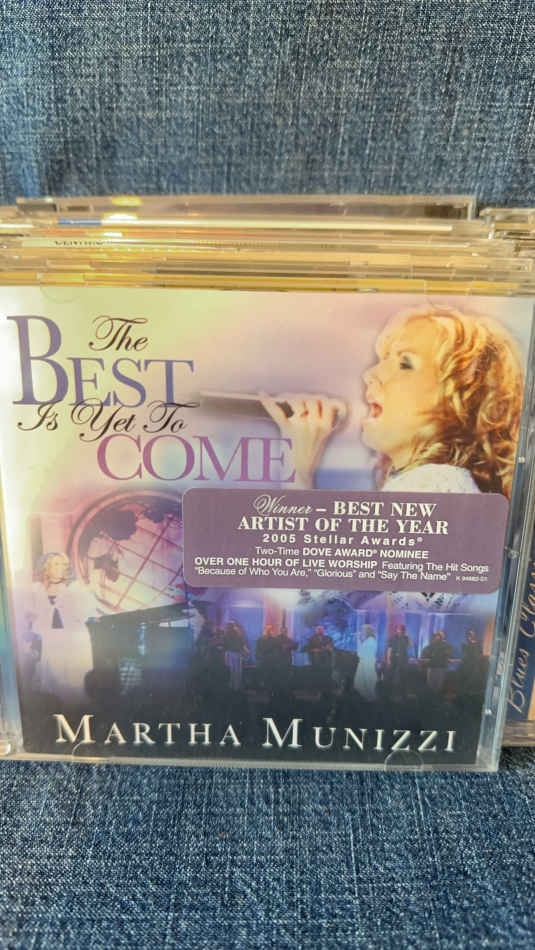 The
BEST
Is Yet To
COME
Winner – BEST NEW
ARTIST OF THE YEAR
2005 Stellar Awards®
Two-Time DOVE AWARD® NOMINEE
OVER ONE HOUR OF LIVE WORSHIP Featuring The Hit Songs
"Because of Who You Are," "Glorious" and "Say The Name"
MARTHA MUNIZZI
Blues